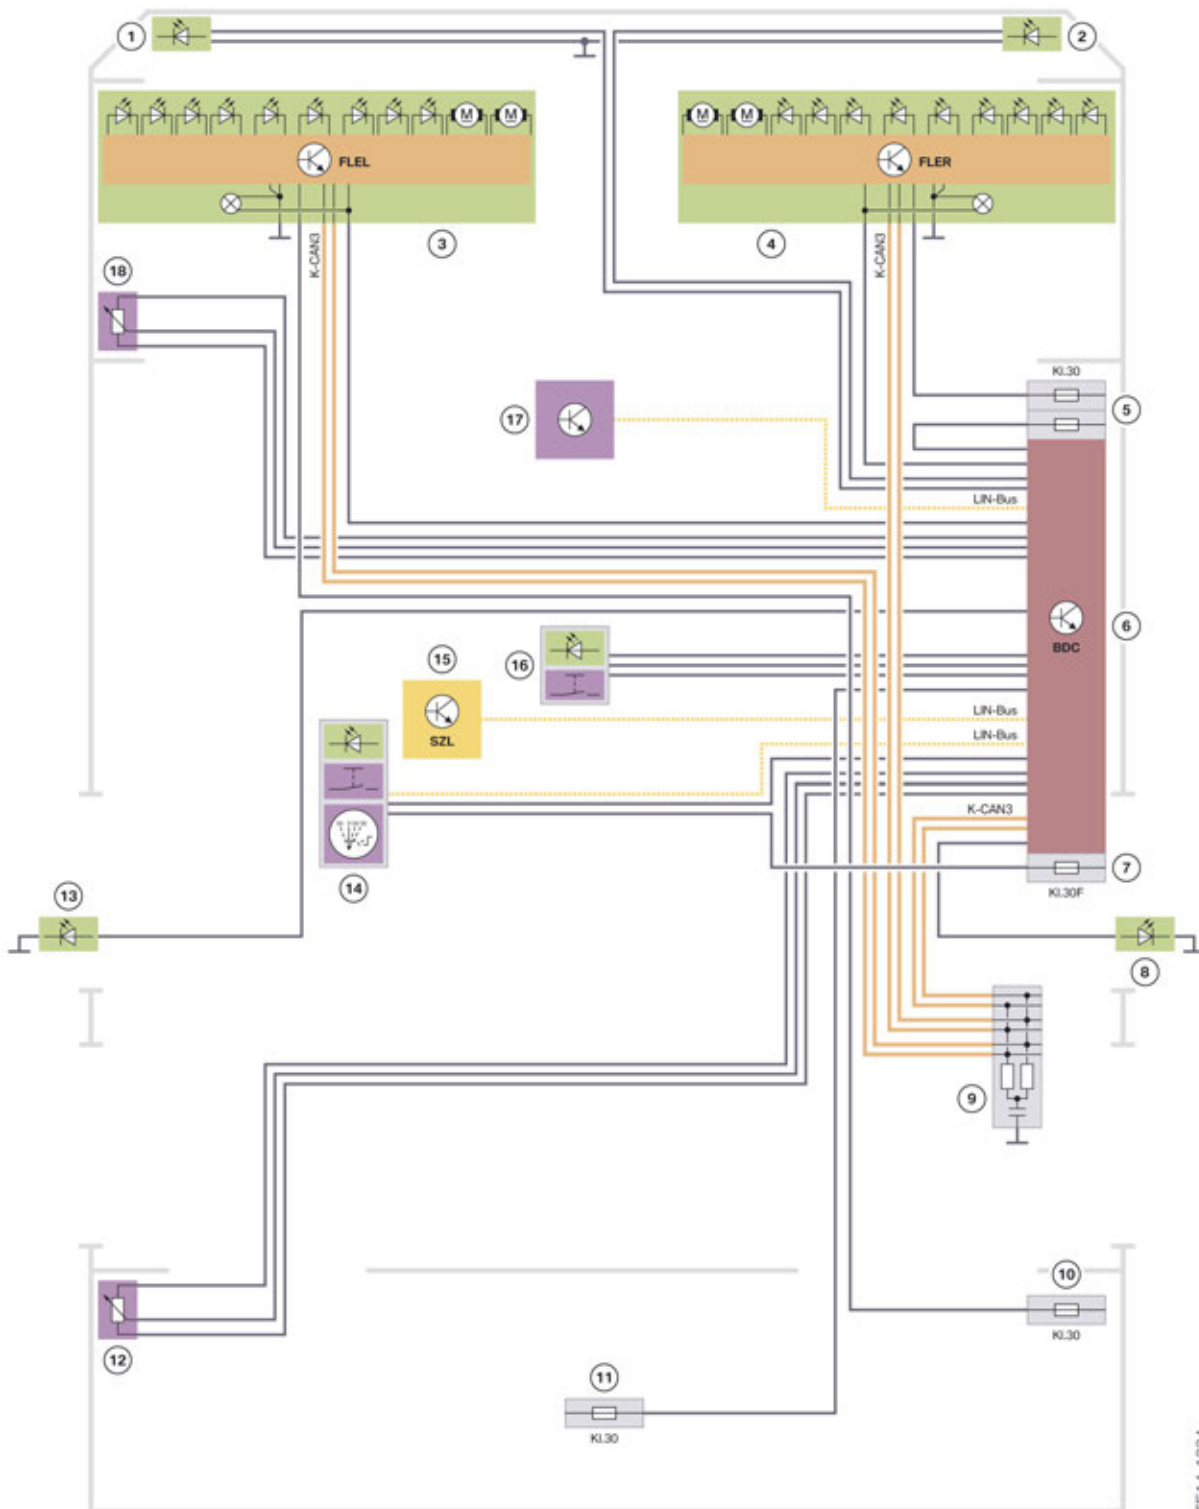 1
2
M
M
M
M
FLEL
FLER
K-CAN3
3
4
K-CAN3
18
Kl.30
5
17
LIN-Bus
6
BDC
15
16
LIN-Bus
SZL
LIN-Bus
K-CAN3
14
7
Kl.30F
13
8
9
10
Kl.30
12
11
Kl.30